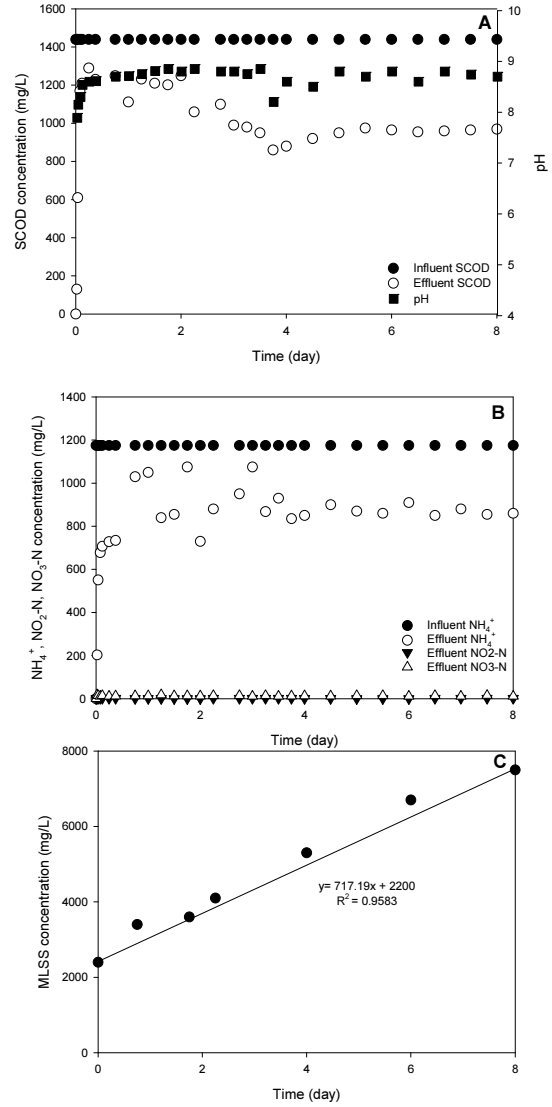 A
1600
1400
1200
1000
800
600
400
200
0
SCOD concentration (mg/L)
10
9
8
7
6
5
4
pH
Influent SCOD
Effluent SCOD
pH
0 2 4 6 8
Time (day)
B
1400
1200
1000
800
600
400
200
0
NH₄⁺, NO₂-N, NO₃-N concentration (mg/L)
Influent NH₄⁺
Effluent NH₄⁺
Effluent NO2-N
Effluent NO3-N
0 2 4 6 8
Time (day)
C
8000
6000
4000
2000
0
MLSS concentration (mg/L)
y= 717.19x + 2200
R² = 0.9583
0 2 4 6 8
Time (day)